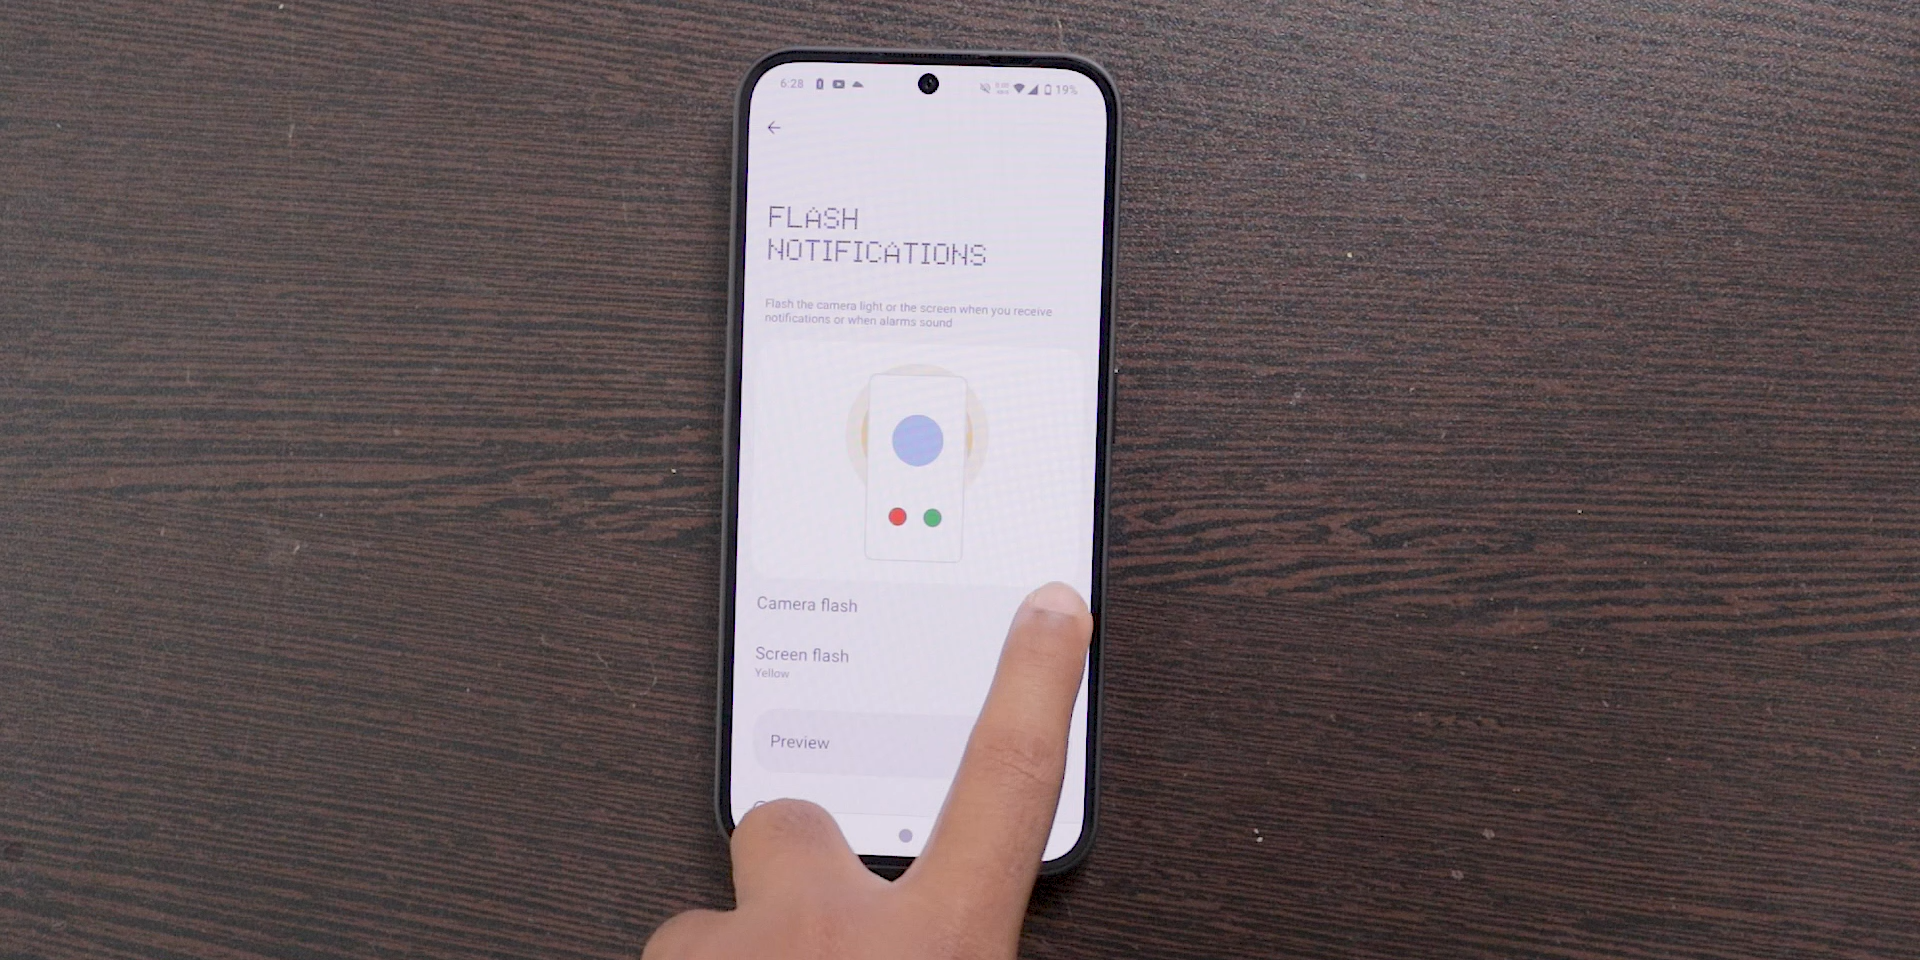 6:28
19%
FLASH
NOTIFICATIONS
Flash the camera light or the screen when you receive
notifications or when alarms sound
Camera flash
Screen flash
Yellow
Preview